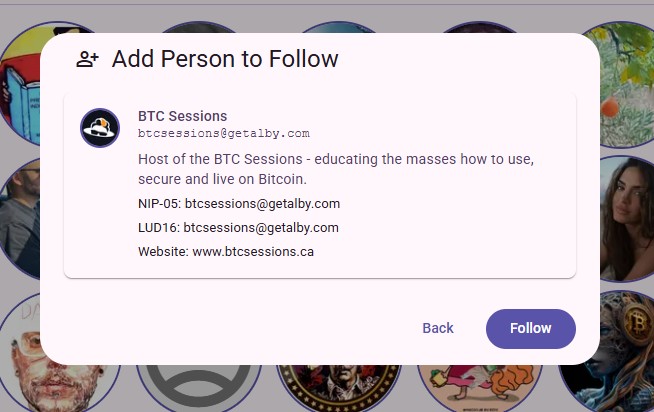 Add Person to Follow
BTC Sessions
btcsessions@getalby.com
Host of the BTC Sessions - educating the masses how to use,
secure and live on Bitcoin.
NIP-05: btcsessions@getalby.com
LUD16: btcsessions@getalby.com
Website: www.btcsessions.ca
Back
Follow